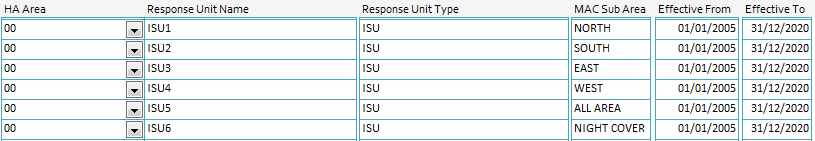 HA Area Response Unit Name Response Unit Type MAC Sub Area Effective From Effective To
00 ISU1 ISU NORTH 01/01/2005 31/12/2020
00 ISU2 ISU SOUTH 01/01/2005 31/12/2020
00 ISU3 ISU EAST 01/01/2005 31/12/2020
00 ISU4 ISU WEST 01/01/2005 31/12/2020
00 ISU5 ISU ALL AREA 01/01/2005 31/12/2020
00 ISU6 ISU NIGHT COVER 01/01/2005 31/12/2020